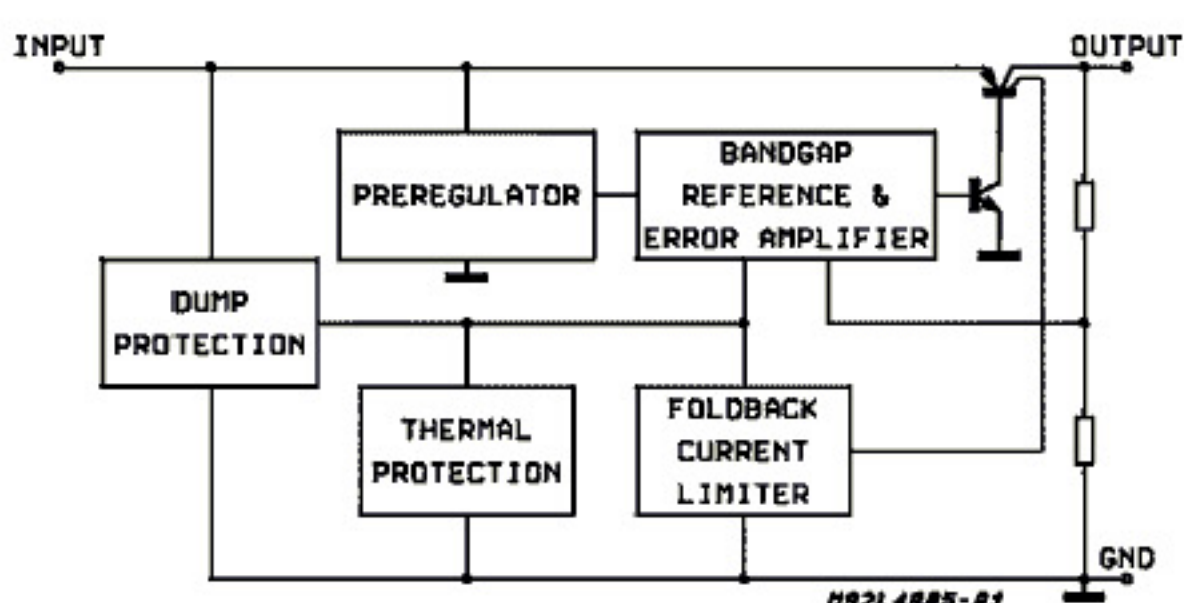 INPUT
OUTPUT
PREREGULATOR
BANDGAP
REFERENCE &
ERROR AMPLIFIER
DUMP
PROTECTION
THERMAL
PROTECTION
FOLDBACK
CURRENT
LIMITER
GND